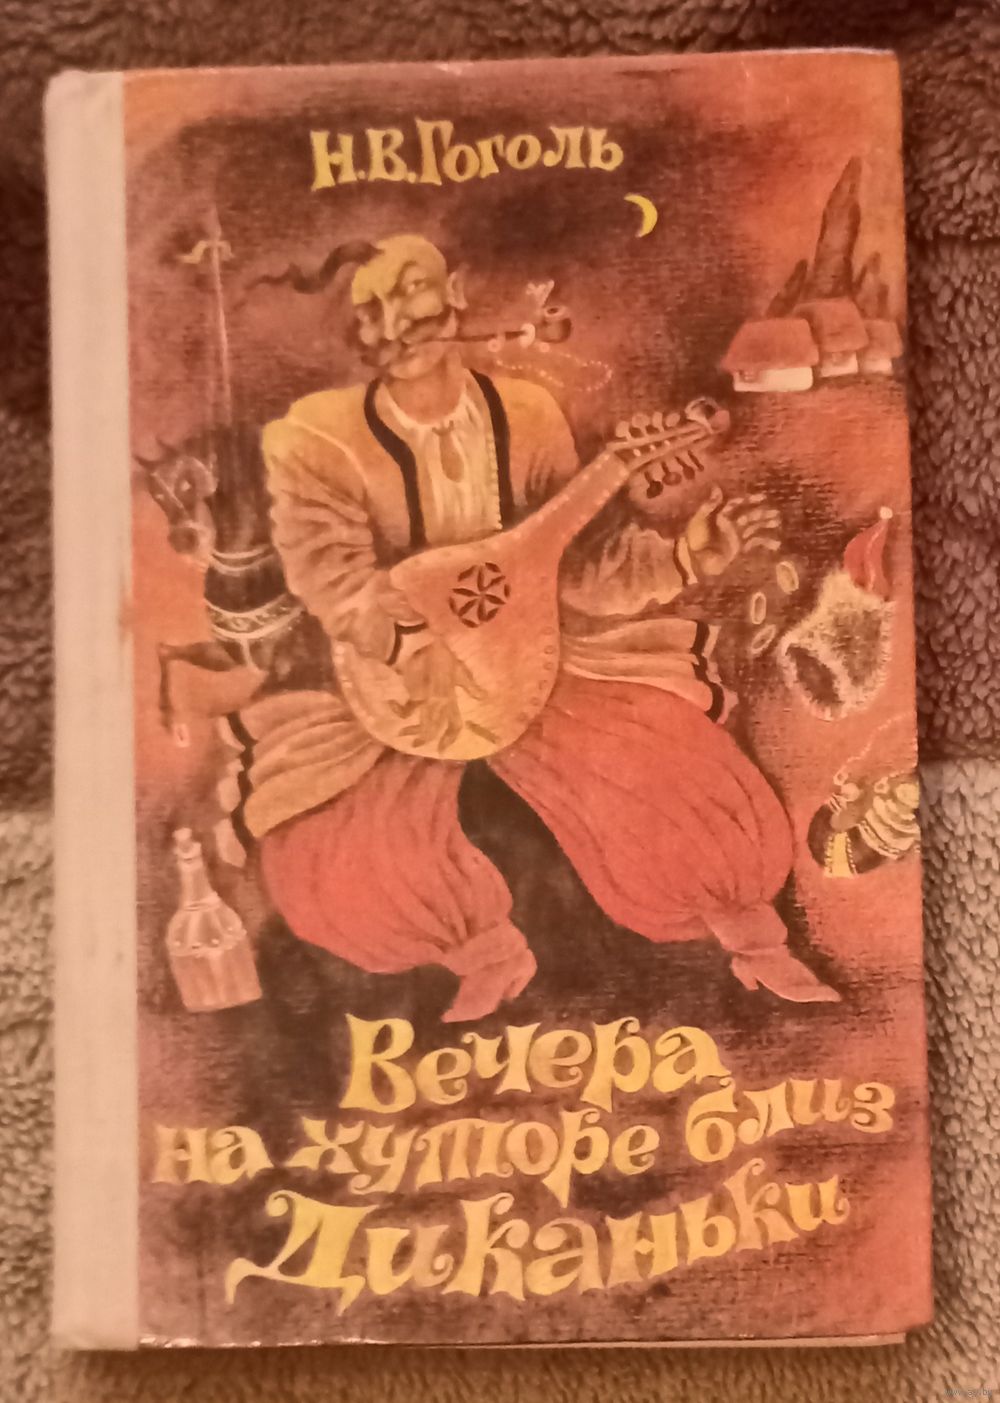 Н.В.Гоголь
Вечера
на хуторе близ
Диканьки